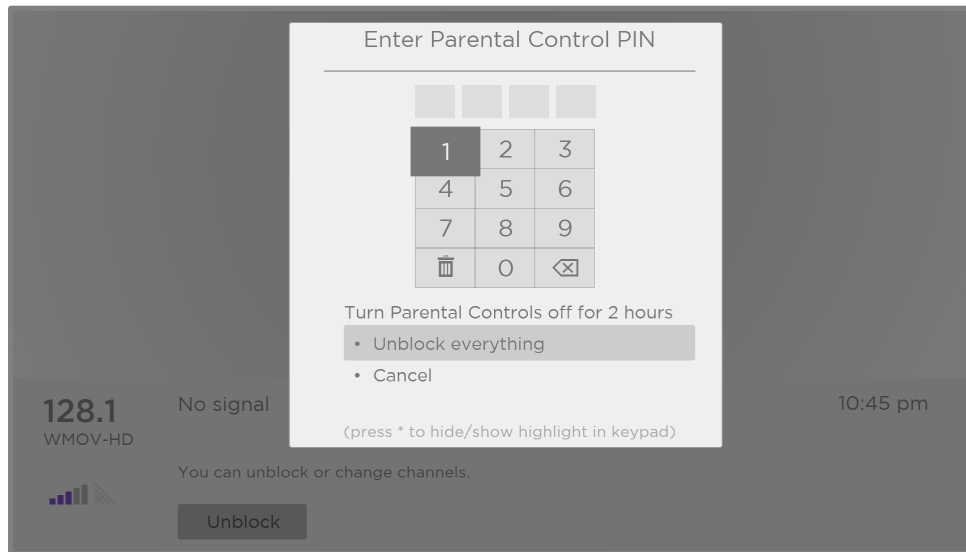 Enter Parental Control PIN
1 2 3
4 5 6
7 8 9
0
Turn Parental Controls off for 2 hours
• Unblock everything
• Cancel
(press * to hide/show highlight in keypad)
128.1 No signal 10:45 pm
WMOV-HD
You can unblock or change channels.
Unblock